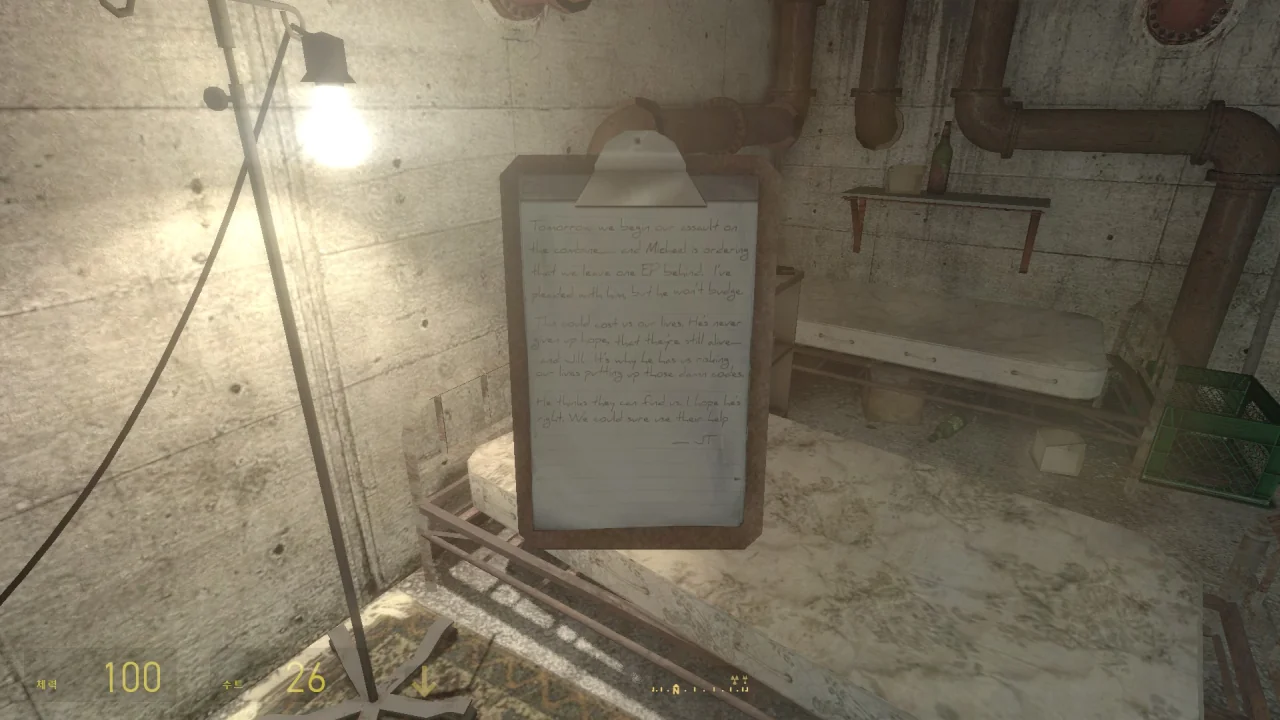 Tomorrow we begin our assault on
the combine — and Michael is ordering
that we leave one EP behind. I've
pleaded with him, but he won't budge.
This could cost us our lives. He's never
given up hope, that they're still alive —
and will. It's why he has us risking
our lives putting up those damn codes.
He thinks they can find us. I hope he's
right. We could sure use their help
— JT
체력 100 수트 26